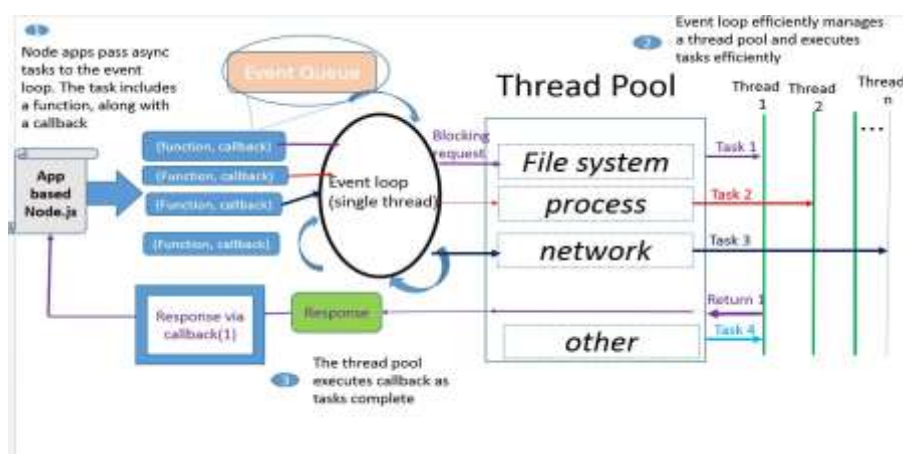 1
Node apps pass async
tasks to the event
loop. The task includes
a function, along with
a callback
Event Queue
2
Event loop efficiently manages
a thread pool and executes
tasks efficiently
Thread Pool
Thread
1
Thread
2
Thread
n
...
(function, callback)
(Function, callback)
(Function, callback)
(Function, callback)
App
based
Node.js
Event loop
(single thread)
Blocking
request
File system
process
network
other
Task 1
Task 2
Task 3
Return 1
Task 4
Response
Response via
callback(1)
3
The thread pool
executes callback as
tasks complete